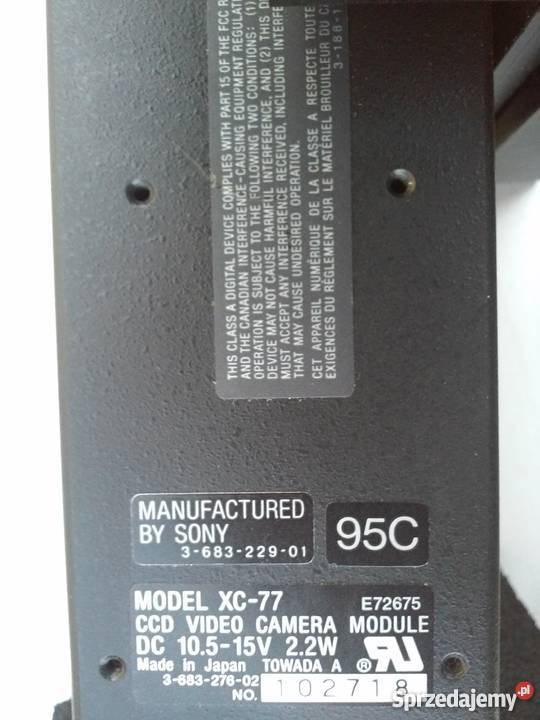 THIS CLASS A DIGITAL DEVICE COMPLIES WITH PART 15 OF THE FCC
AND THE CANADIAN INTERFERENCE-CAUSING EQUIPMENT
OPERATION IS SUBJECT TO THE FOLLOWING TWO CONDITIONS: (1)
DEVICE MAY NOT CAUSE HARMFUL INTERFERENCE, AND (2) THIS
MUST ACCEPT ANY INTERFERENCE RECEIVED, INCLUDING
THAT MAY CAUSE UNDESIRED OPERATION.
CET APPAREIL NUMÉRIQUE DE LA CLASSE A RESPECTE
EXIGENCES DU RÈGLEMENT SUR LE MATÉRIEL BROUILLEUR DU
MANUFACTURED
BY SONY
3-683-229-01
95C
MODEL XC-77 E72675
CCD VIDEO CAMERA MODULE
DC 10.5-15V 2.2W
Made in Japan TOWADA A ®
3-683-276-02
NO. 102718
Sprzedajemy.pl